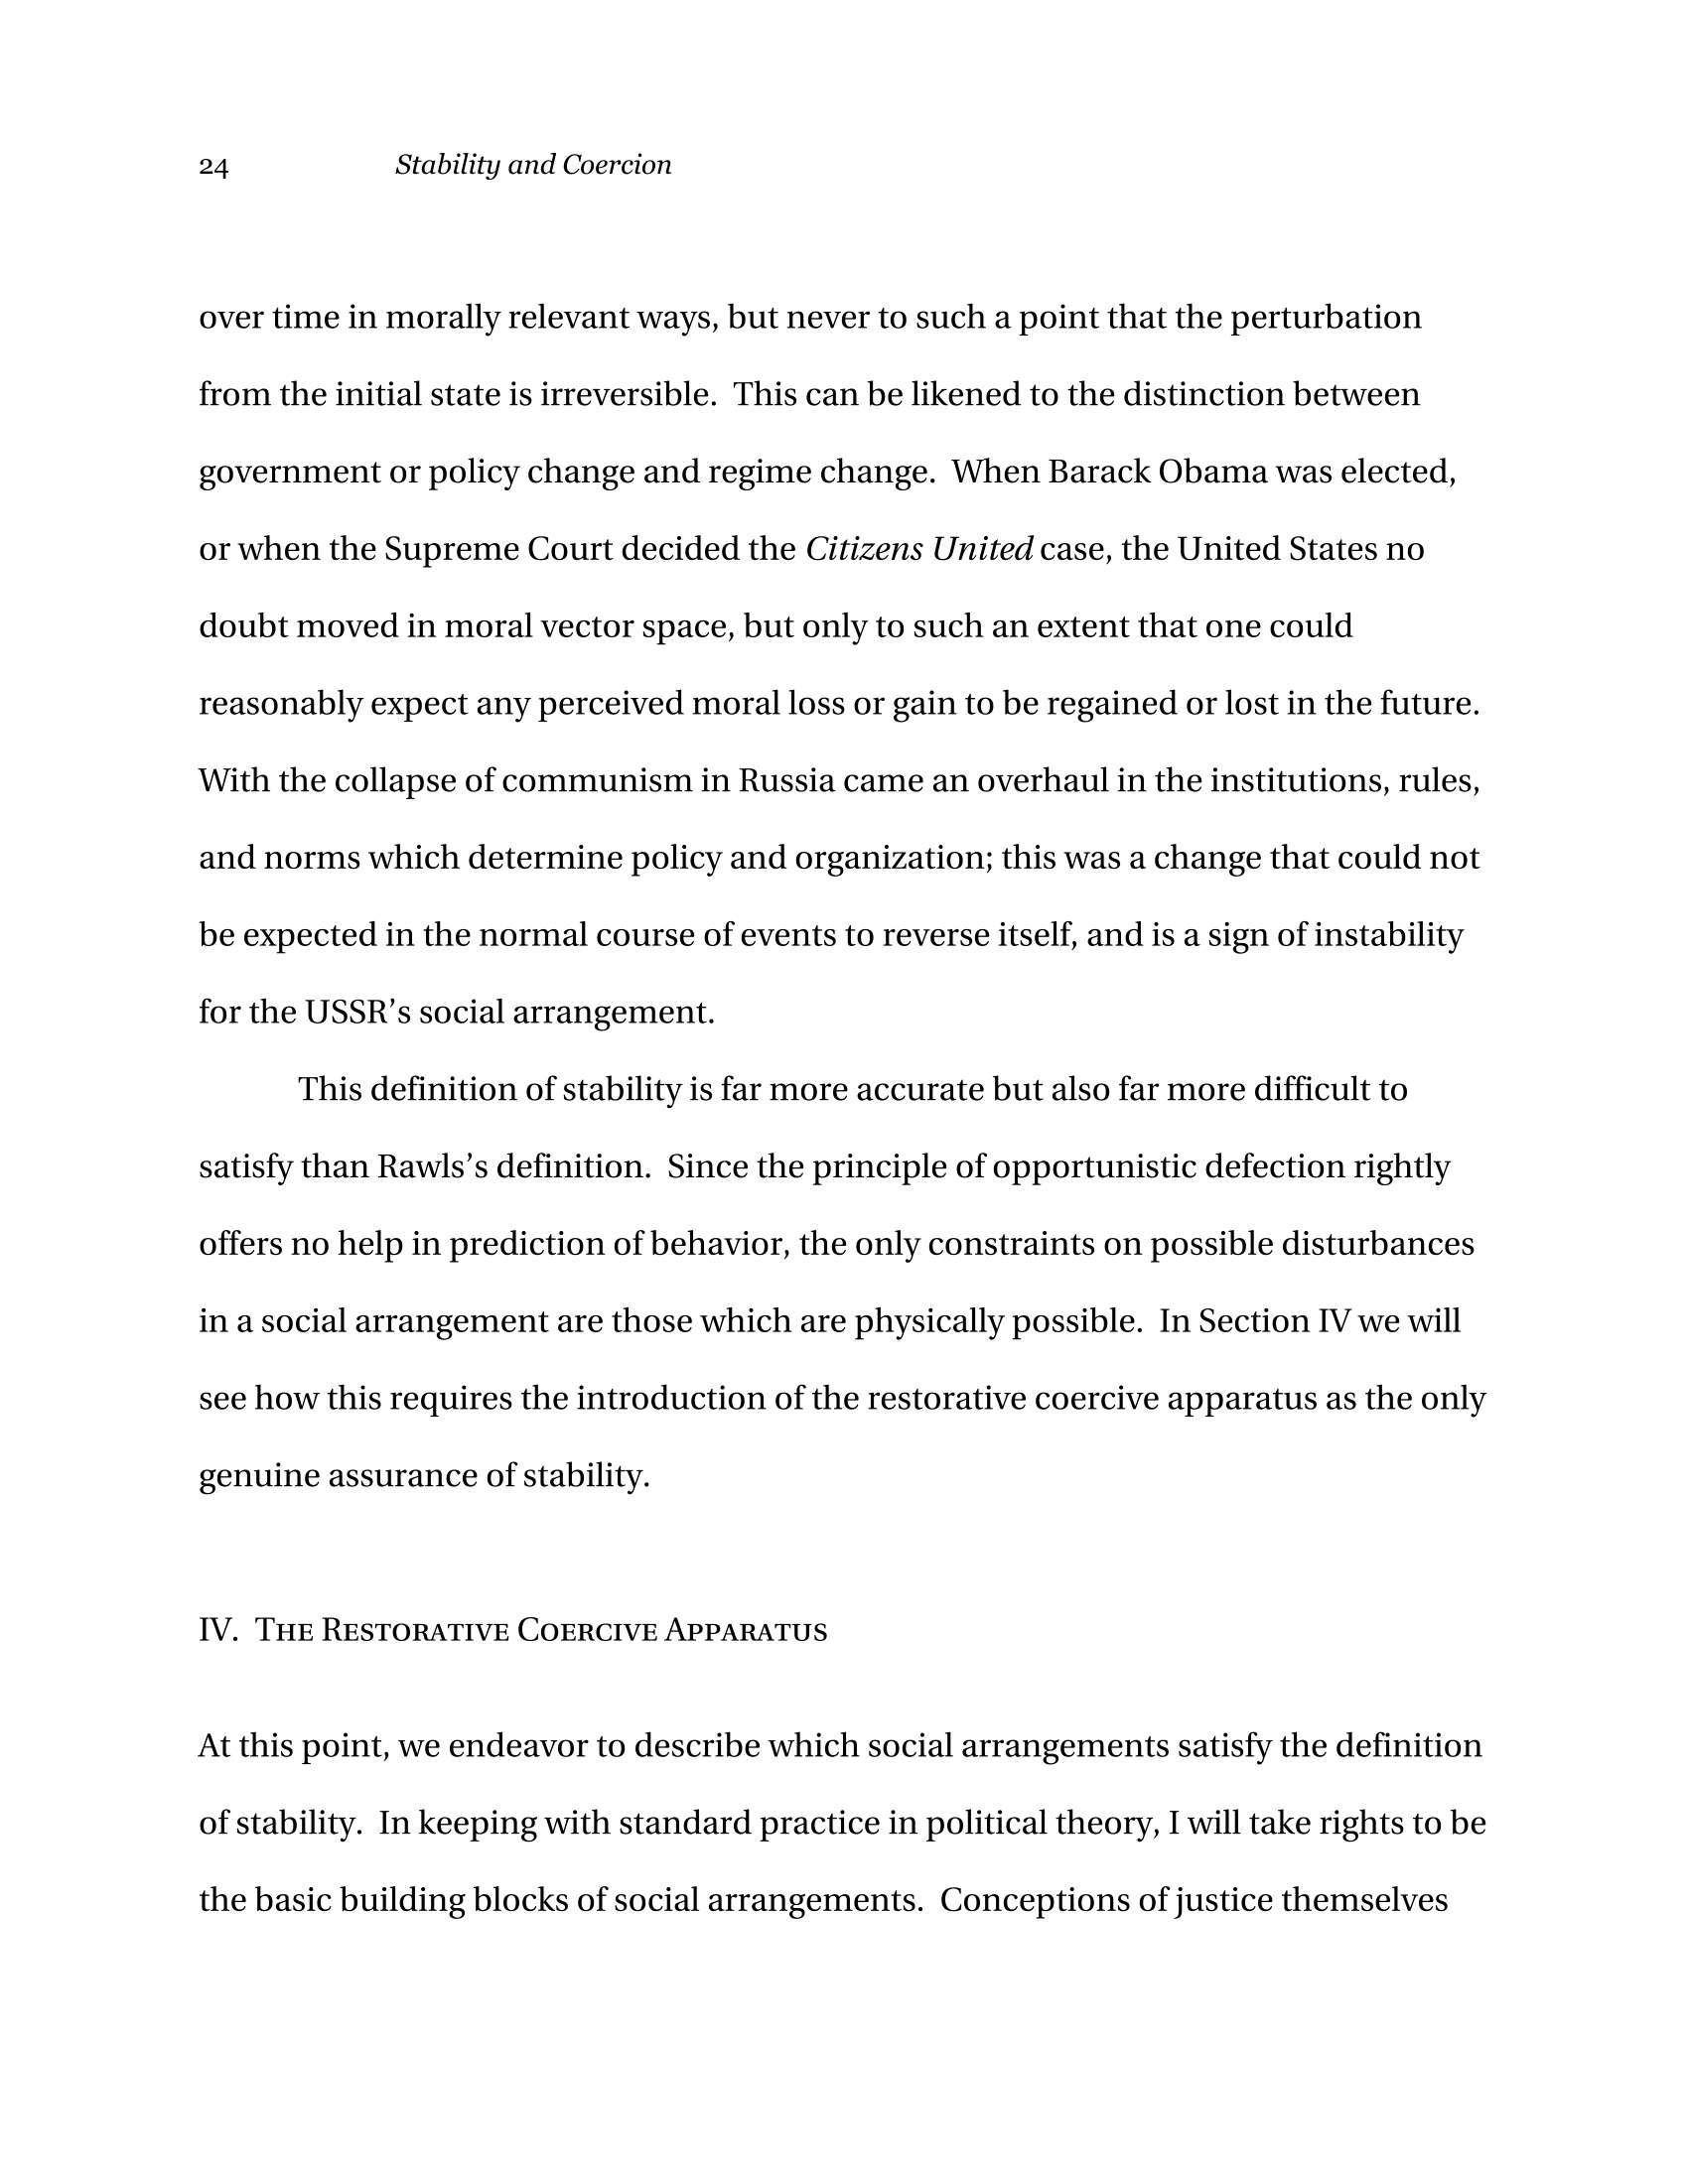 24 Stability and Coercion
over time in morally relevant ways, but never to such a point that the perturbation
from the initial state is irreversible. This can be likened to the distinction between
government or policy change and regime change. When Barack Obama was elected,
or when the Supreme Court decided the Citizens United case, the United States no
doubt moved in moral vector space, but only to such an extent that one could
reasonably expect any perceived moral loss or gain to be regained or lost in the future.
With the collapse of communism in Russia came an overhaul in the institutions, rules,
and norms which determine policy and organization; this was a change that could not
be expected in the normal course of events to reverse itself, and is a sign of instability
for the USSR’s social arrangement.
This definition of stability is far more accurate but also far more difficult to
satisfy than Rawls’s definition. Since the principle of opportunistic defection rightly
offers no help in prediction of behavior, the only constraints on possible disturbances
in a social arrangement are those which are physically possible. In Section IV we will
see how this requires the introduction of the restorative coercive apparatus as the only
genuine assurance of stability.
IV. The Restorative Coercive Apparatus
At this point, we endeavor to describe which social arrangements satisfy the definition
of stability. In keeping with standard practice in political theory, I will take rights to be
the basic building blocks of social arrangements. Conceptions of justice themselves